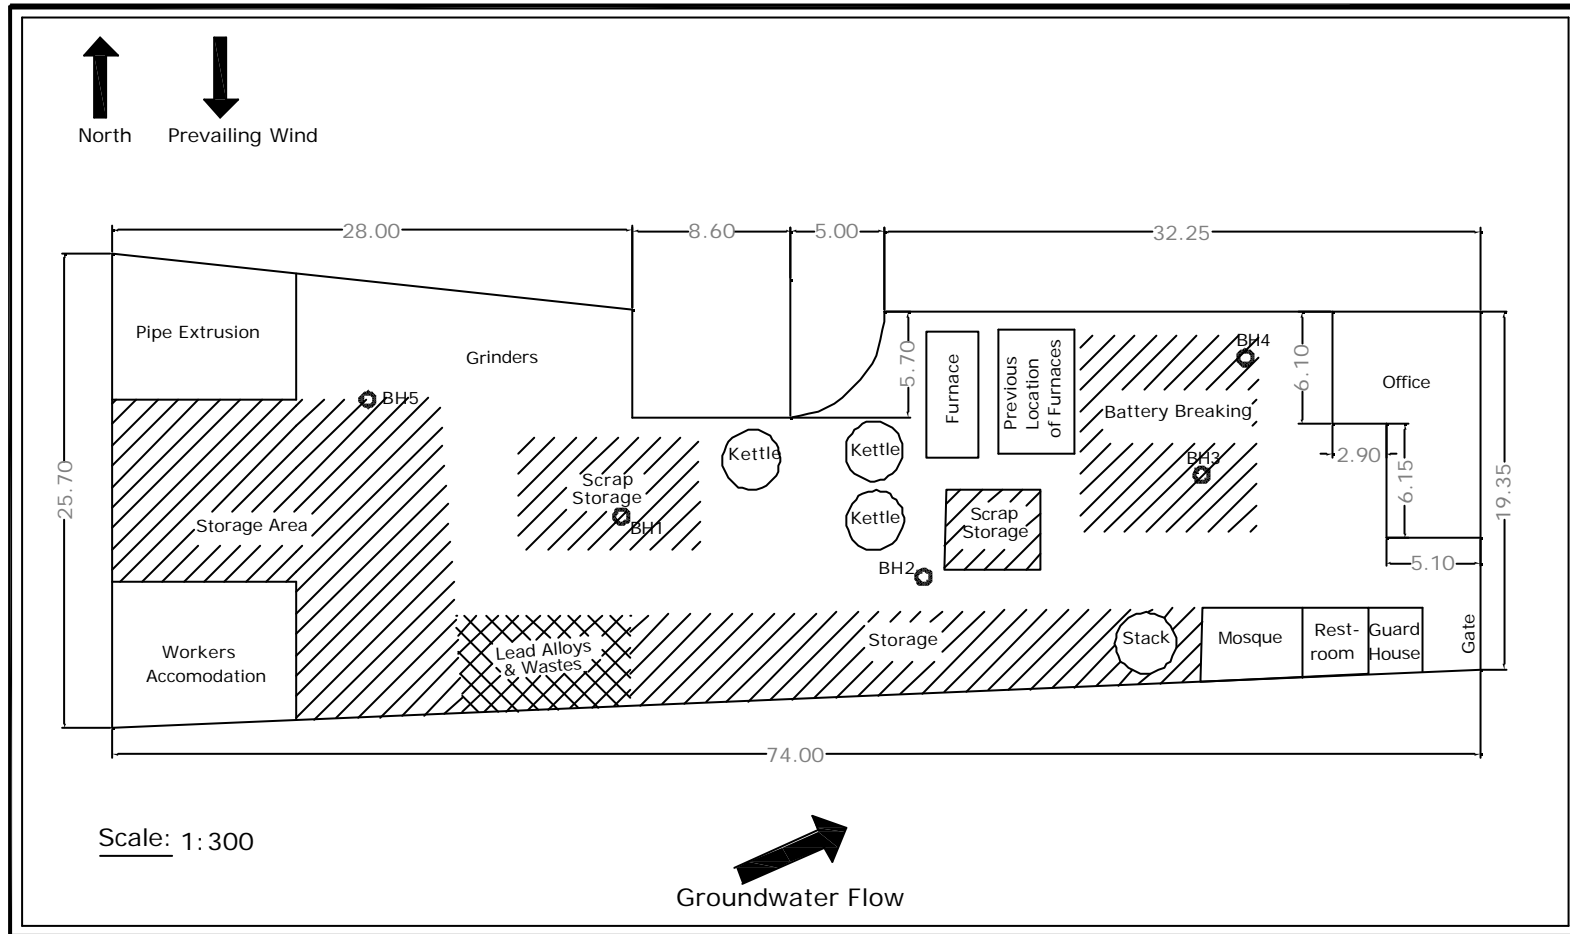 North
Prevailing Wind
28.00
8.60
5.00
32.25
Pipe Extrusion
Grinders
BH5
25.70
Storage Area
Scrap
Storage
BH1
Kettle
Kettle
Kettle
5.70
Furnace
Previous
Location
of Furnaces
BH4
Battery Breaking
BH3
6.10
Office
2.90
6.15
19.35
5.10
Scrap
Storage
BH2
Workers
Accomodation
Lead Alloys
& Wastes
Storage
Stack
Mosque
Rest-
room
Guard
House
Gate
74.00
Scale: 1:300
Groundwater Flow